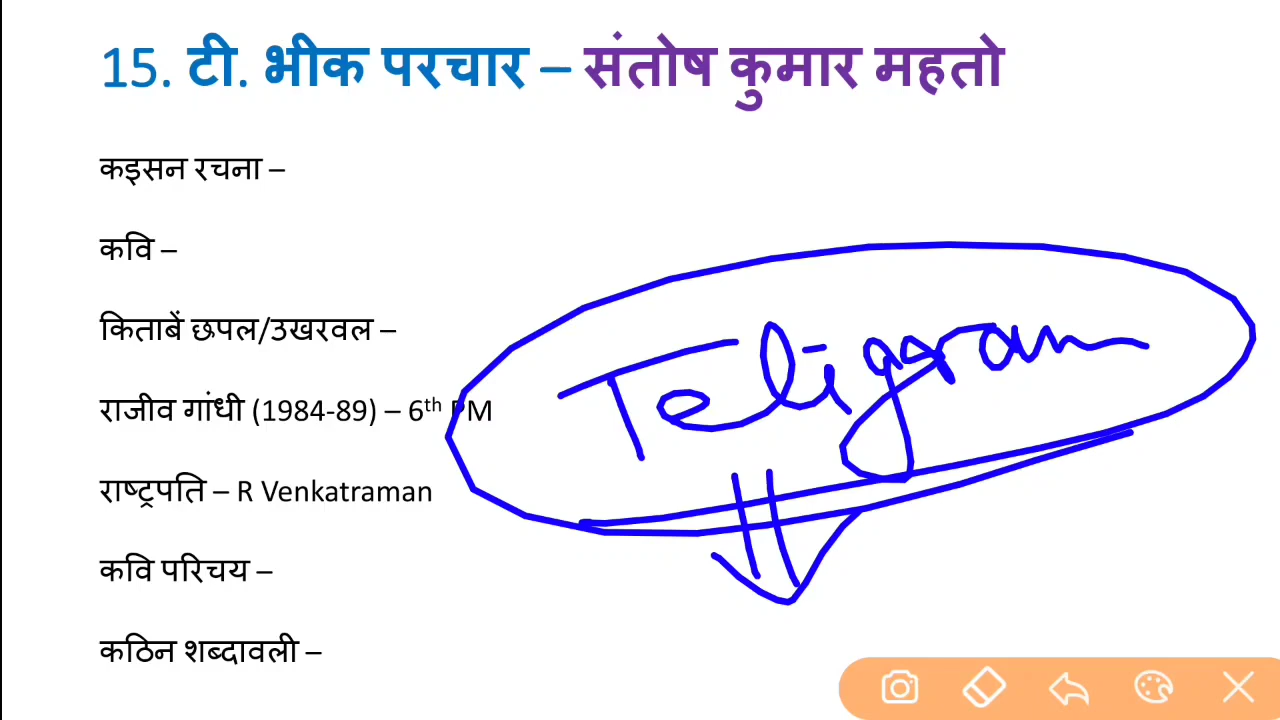 15. टी. भीक परचार – संतोष कुमार महतो
कइसन रचना –
कवि –
किताबें छपल/उखरवल –
राजीव गांधी (1984-89) – 6th PM
राष्ट्रपति – R Venkatraman
कवि परिचय –
कठिन शब्दावली –
Teligram